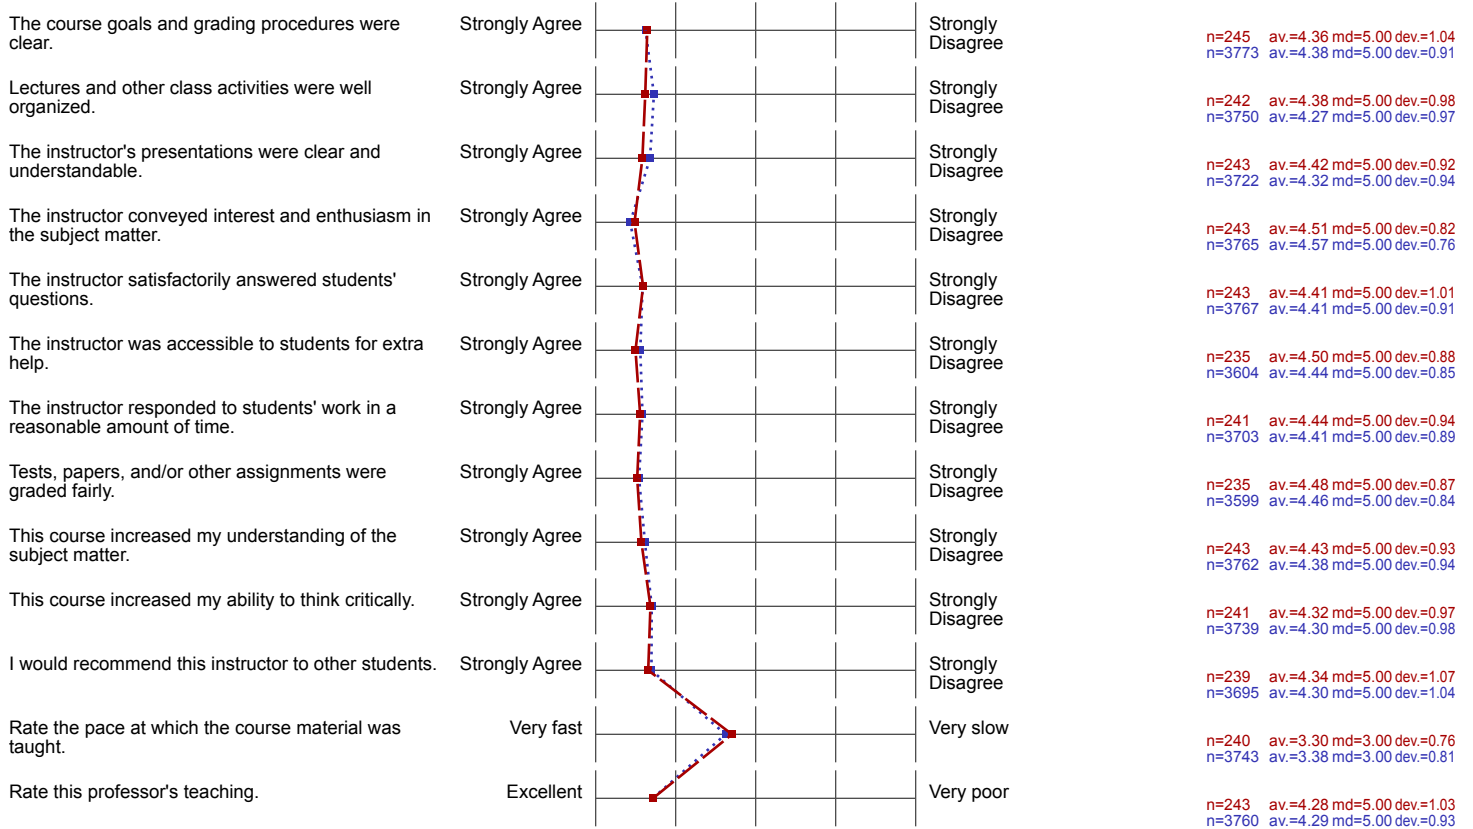 The course goals and grading procedures were
clear.
Strongly Agree
Strongly
Disagree
n=245 av.=4.36 md=5.00 dev.=1.04
n=3773 av.=4.38 md=5.00 dev.=0.91
Lectures and other class activities were well
organized.
Strongly Agree
Strongly
Disagree
n=242 av.=4.38 md=5.00 dev.=0.98
n=3750 av.=4.27 md=5.00 dev.=0.97
The instructor's presentations were clear and
understandable.
Strongly Agree
Strongly
Disagree
n=243 av.=4.42 md=5.00 dev.=0.92
n=3722 av.=4.32 md=5.00 dev.=0.94
The instructor conveyed interest and enthusiasm in
the subject matter.
Strongly Agree
Strongly
Disagree
n=243 av.=4.51 md=5.00 dev.=0.82
n=3765 av.=4.57 md=5.00 dev.=0.76
The instructor satisfactorily answered students'
questions.
Strongly Agree
Strongly
Disagree
n=243 av.=4.41 md=5.00 dev.=1.01
n=3767 av.=4.41 md=5.00 dev.=0.91
The instructor was accessible to students for extra
help.
Strongly Agree
Strongly
Disagree
n=235 av.=4.50 md=5.00 dev.=0.88
n=3604 av.=4.44 md=5.00 dev.=0.85
The instructor responded to students' work in a
reasonable amount of time.
Strongly Agree
Strongly
Disagree
n=241 av.=4.44 md=5.00 dev.=0.94
n=3703 av.=4.41 md=5.00 dev.=0.89
Tests, papers, and/or other assignments were
graded fairly.
Strongly Agree
Strongly
Disagree
n=235 av.=4.48 md=5.00 dev.=0.87
n=3599 av.=4.46 md=5.00 dev.=0.84
This course increased my understanding of the
subject matter.
Strongly Agree
Strongly
Disagree
n=243 av.=4.43 md=5.00 dev.=0.93
n=3762 av.=4.38 md=5.00 dev.=0.94
This course increased my ability to think critically.
Strongly Agree
Strongly
Disagree
n=241 av.=4.32 md=5.00 dev.=0.97
n=3739 av.=4.30 md=5.00 dev.=0.98
I would recommend this instructor to other students.
Strongly Agree
Strongly
Disagree
n=239 av.=4.34 md=5.00 dev.=1.07
n=3695 av.=4.30 md=5.00 dev.=1.04
Rate the pace at which the course material was
taught.
Very fast
Very slow
n=240 av.=3.30 md=3.00 dev.=0.76
n=3743 av.=3.38 md=3.00 dev.=0.81
Rate this professor's teaching.
Excellent
Very poor
n=243 av.=4.28 md=5.00 dev.=1.03
n=3760 av.=4.29 md=5.00 dev.=0.93